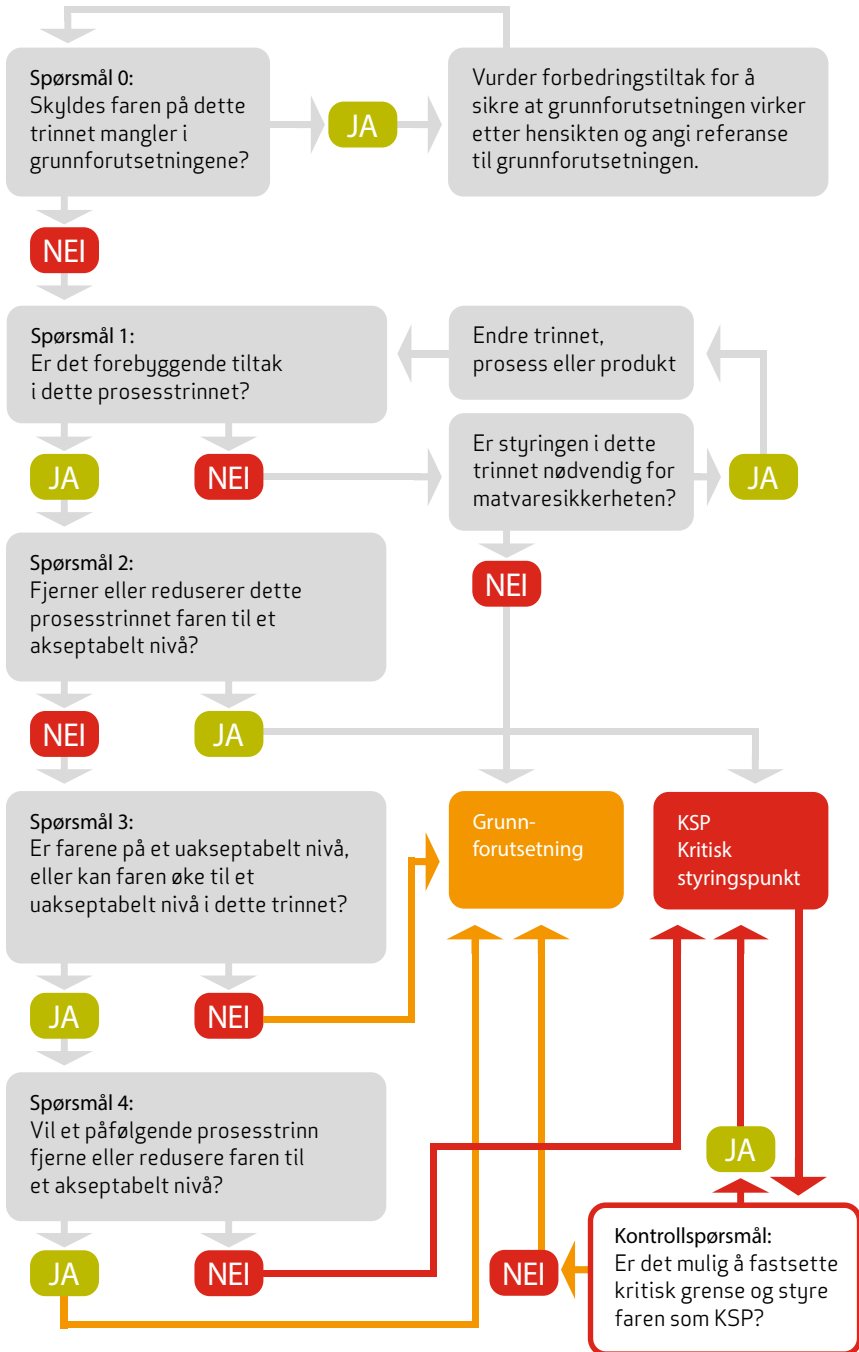 Spørsmål 0:
Skyldes faren på dette
trinnet mangler i
grunnforutsetningene?
JA
Vurder forbedringstiltak for å
sikre at grunnforutsetningen virker
etter hensikten og angi referanse
til grunnforutsetningen.
NEI
Spørsmål 1:
Er det forebyggende tiltak
i dette prosesstrinnet?
Endre trinnet,
prosess eller produkt
JA
NEI
Er styringen i dette
trinnet nødvendig for
matvaresikkerheten?
JA
NEI
Spørsmål 2:
Fjerner eller reduserer dette
prosesstrinnet faren til et
akseptabelt nivå?
NEI
JA
Spørsmål 3:
Er farene på et uakseptabelt nivå,
eller kan faren øke til et
uakseptabelt nivå i dette trinnet?
Grunn-
forutsetning
KSP
Kritisk
styringspunkt
JA
NEI
Spørsmål 4:
Vil et påfølgende prosesstrinn
fjerne eller redusere faren til
et akseptabelt nivå?
JA
NEI
JA
NEI
Kontrollspørsmål:
Er det mulig å fastsette
kritisk grense og styre
faren som KSP?